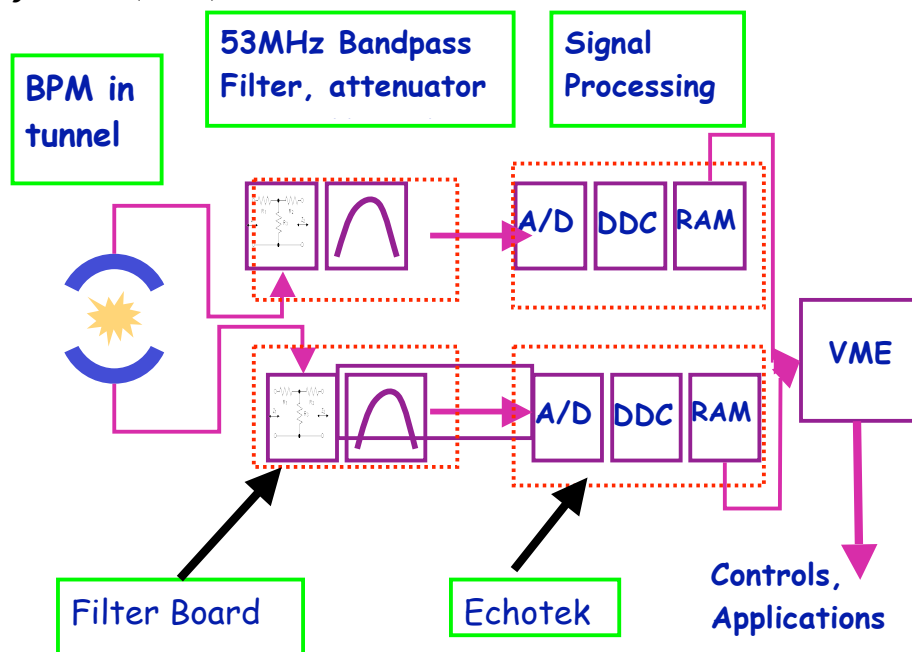 BPM in
tunnel
53MHz Bandpass
Filter, attenuator
Signal
Processing
A/D
DDC
RAM
A/D
DDC
RAM
VME
Filter Board
Echotek
Controls,
Applications